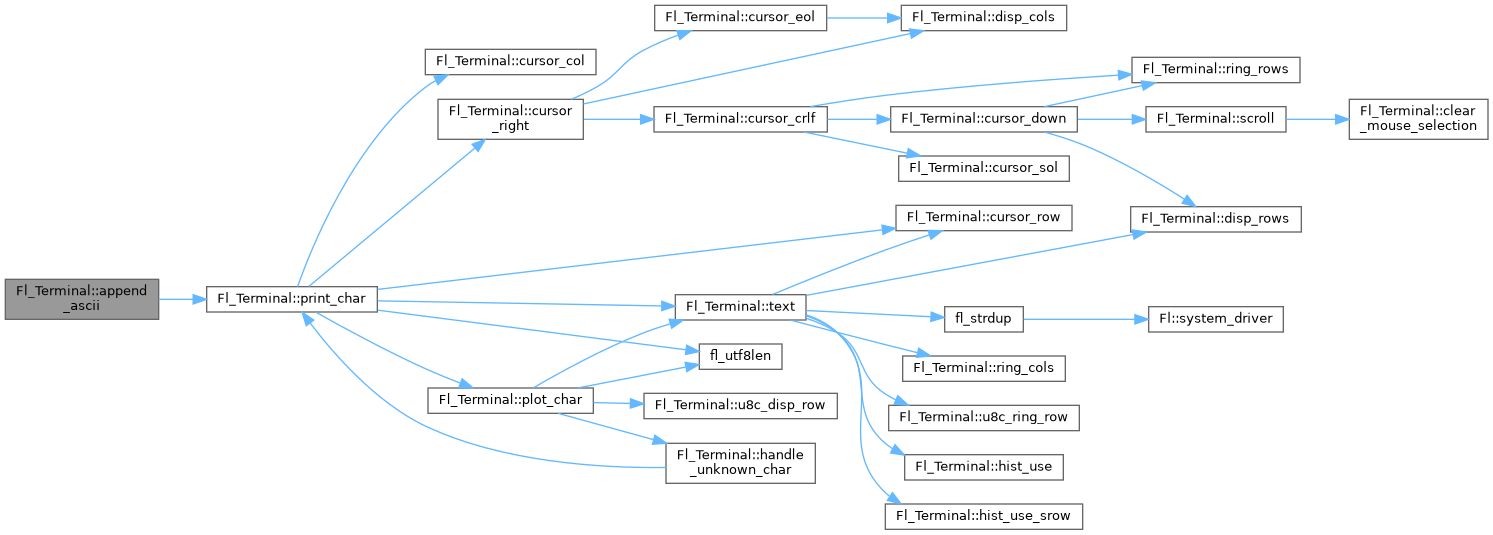 Fl_Terminal::append
_ascii
Fl_Terminal::print_char
Fl_Terminal::cursor_col
Fl_Terminal::cursor
_right
Fl_Terminal::cursor_eol
Fl_Terminal::disp_cols
Fl_Terminal::cursor_crlf
Fl_Terminal::cursor_down
Fl_Terminal::ring_rows
Fl_Terminal::scroll
Fl_Terminal::clear
_mouse_selection
Fl_Terminal::cursor_sol
Fl_Terminal::disp_rows
Fl_Terminal::cursor_row
Fl_Terminal::text
fl_strdup
Fl::system_driver
fl_utf8len
Fl_Terminal::ring_cols
Fl_Terminal::plot_char
Fl_Terminal::u8c_disp_row
Fl_Terminal::u8c_ring_row
Fl_Terminal::handle
_unknown_char
Fl_Terminal::hist_use
Fl_Terminal::hist_use_srow